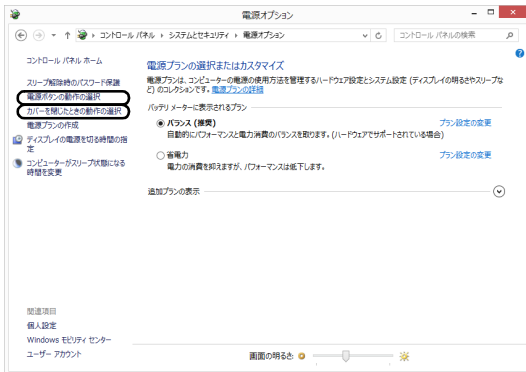 電源オプション
コントロール パネル ▸ システムとセキュリティ ▸ 電源オプション
コントロール パネルの検索
コントロール パネル ホーム
スリープ解除時のパスワード保護
電源ボタンの動作の選択
カバーを閉じたときの動作の選択
電源プランの作成
ディスプレイの電源を切る時間の指
定
コンピューターがスリープ状態になる
時間を変更
電源プランの選択またはカスタマイズ
電源プランは、コンピューターの電源の使用方法を管理するハードウェア設定とシステム設定 (ディスプレイの明るさやスリープな
ど) のコレクションです。電源プランの詳細
バッテリ メーターに表示されるプラン
バランス (推奨)
プラン設定の変更
自動的にパフォーマンスと電力消費のバランスを取ります。(ハードウェアでサポートされている場合)
省電力
プラン設定の変更
電力の消費を抑えますが、パフォーマンスは低下します。
追加プランの表示
関連項目
個人設定
Windows モビリティ センター
ユーザー アカウント
画面の明るさ: